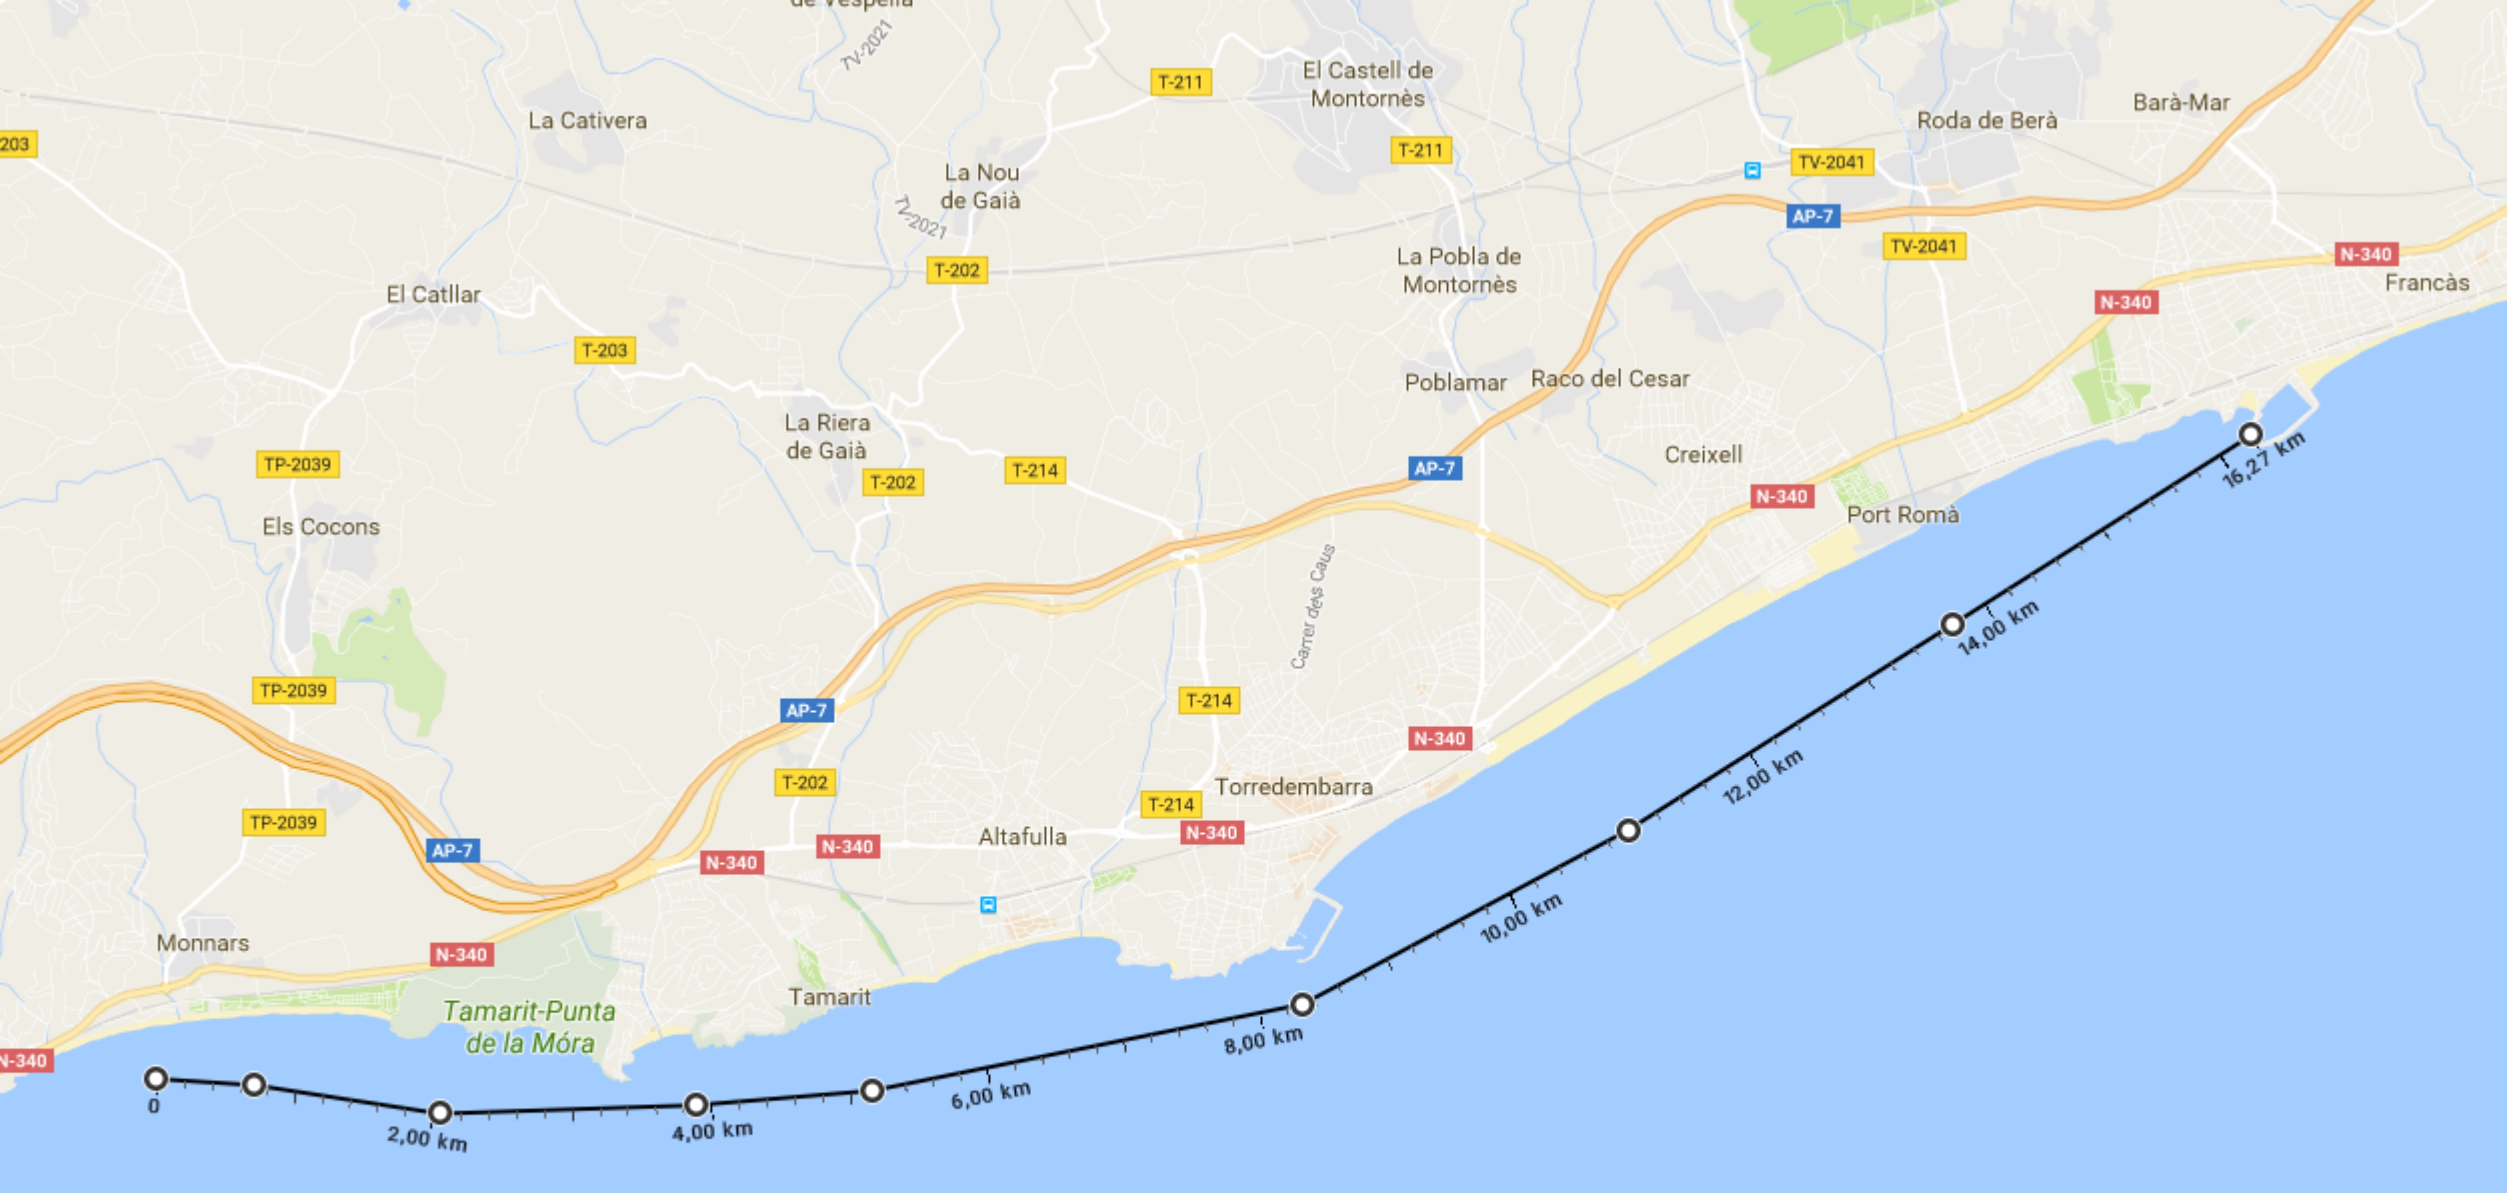 de Vespella
TV-2021
El Castell de
Montornès
T-211
La Cativera
Barà-Mar
Roda de Berà
203
T-211
TV-2041
La Nou
de Gaià
TV-2021
AP-7
TV-2041
N-340
La Pobla de
Montornès
T-202
Francàs
El Catllar
N-340
T-203
Poblamar
Raco del Cesar
La Riera
de Gaià
Creixell
TP-2039
AP-7
T-214
T-202
N-340
16,27 km
Port Romà
Els Cocons
Carrer dels Caus
14,00 km
TP-2039
T-214
AP-7
N-340
12,00 km
T-202
Torredembarra
T-214
TP-2039
N-340
Altafulla
N-340
AP-7
N-340
10,00 km
Monnars
N-340
Tamarit
Tamarit-Punta
de la Móra
8,00 km
N-340
6,00 km
0
4,00 km
2,00 km